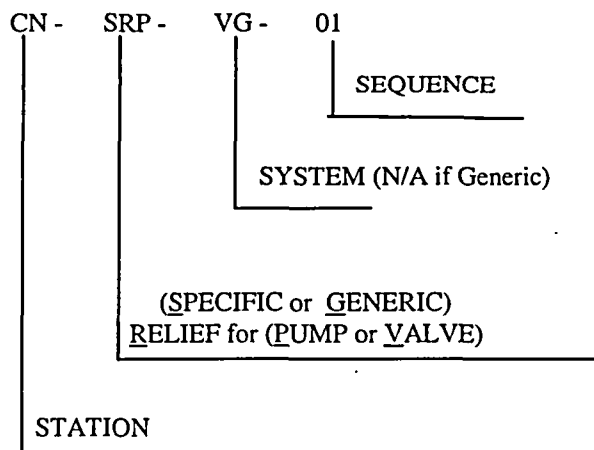 CN - SRP - VG - 01
SEQUENCE
SYSTEM (N/A if Generic)
(SPECIFIC or GENERIC)
RELIEF for (PUMP or VALVE)
STATION